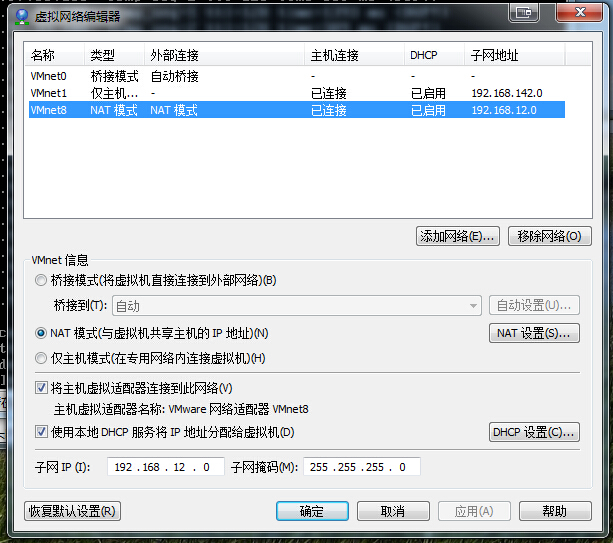 虚拟网络编辑器
名称 类型 外部连接 主机连接 DHCP 子网地址
VMnet0 桥接模式 自动桥接 - - -
VMnet1 仅主机... - 已连接 已启用 192.168.142.0
VMnet8 NAT 模式 NAT 模式 已连接 已启用 192.168.12.0
添加网络(E)... 移除网络(O)
VMnet 信息
桥接模式(将虚拟机直接连接到外部网络)(B)
桥接到(T): 自动 自动设置(U)...
NAT 模式(与虚拟机共享主机的 IP 地址)(N) NAT 设置(S)...
仅主机模式(在专用网络内连接虚拟机)(H)
将主机虚拟适配器连接到此网络(V)
主机虚拟适配器名称: VMware 网络适配器 VMnet8
使用本地 DHCP 服务将 IP 地址分配给虚拟机(D) DHCP 设置(C)...
子网 IP (I): 192 . 168 . 12 . 0 子网掩码(M): 255 . 255 . 255 . 0
恢复默认设置(R) 确定 取消 应用(A) 帮助